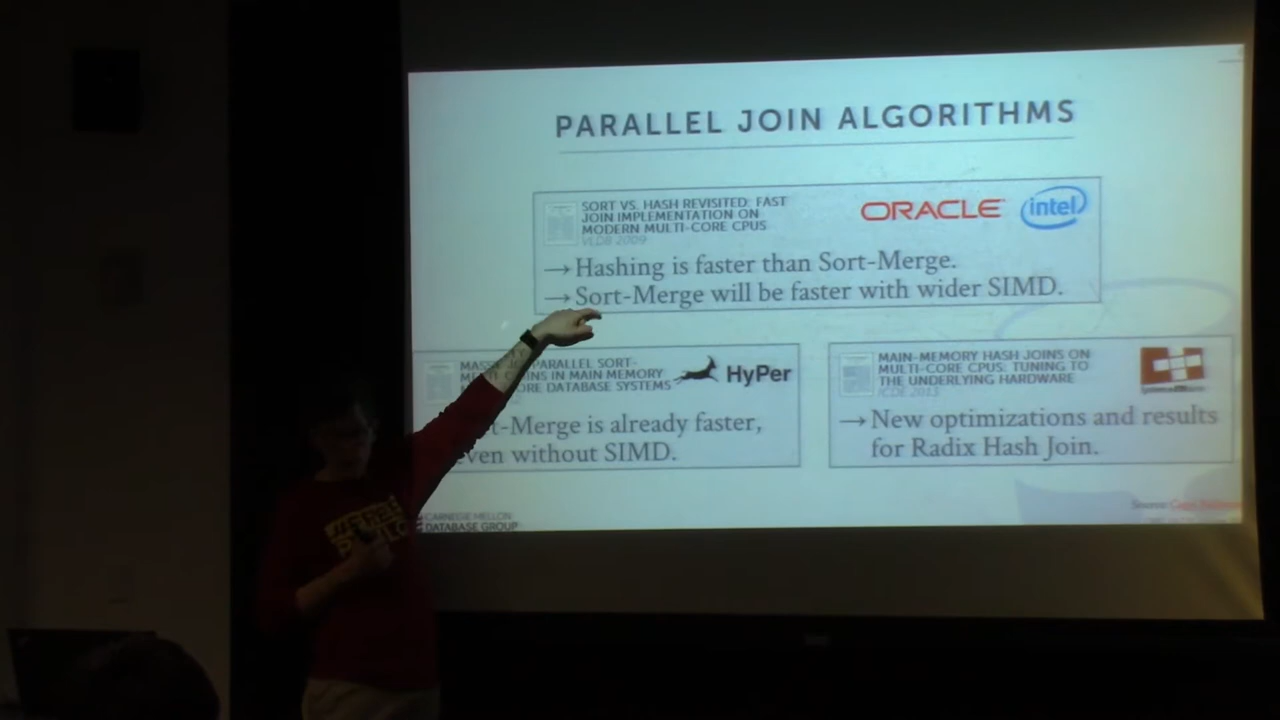 PARALLEL JOIN ALGORITHMS
SORT VS. HASH REVISITED: FAST
JOIN IMPLEMENTATION ON
MODERN MULTI-CORE CPUS
VLDB 2009
ORACLE
intel
→ Hashing is faster than Sort-Merge.
→ Sort-Merge will be faster with wider SIMD.
PARALLEL SORT-
IN MAIN MEMORY
DATABASE SYSTEMS
HyPer
-Merge is already faster,
even without SIMD.
MAIN-MEMORY HASH JOINS ON
MULTI-CORE CPUS: TUNING TO
THE UNDERLYING HARDWARE
ICDE 2013
→ New optimizations and results
for Radix Hash Join.
CARNEGIE MELLON
DATABASE GROUP
Source: